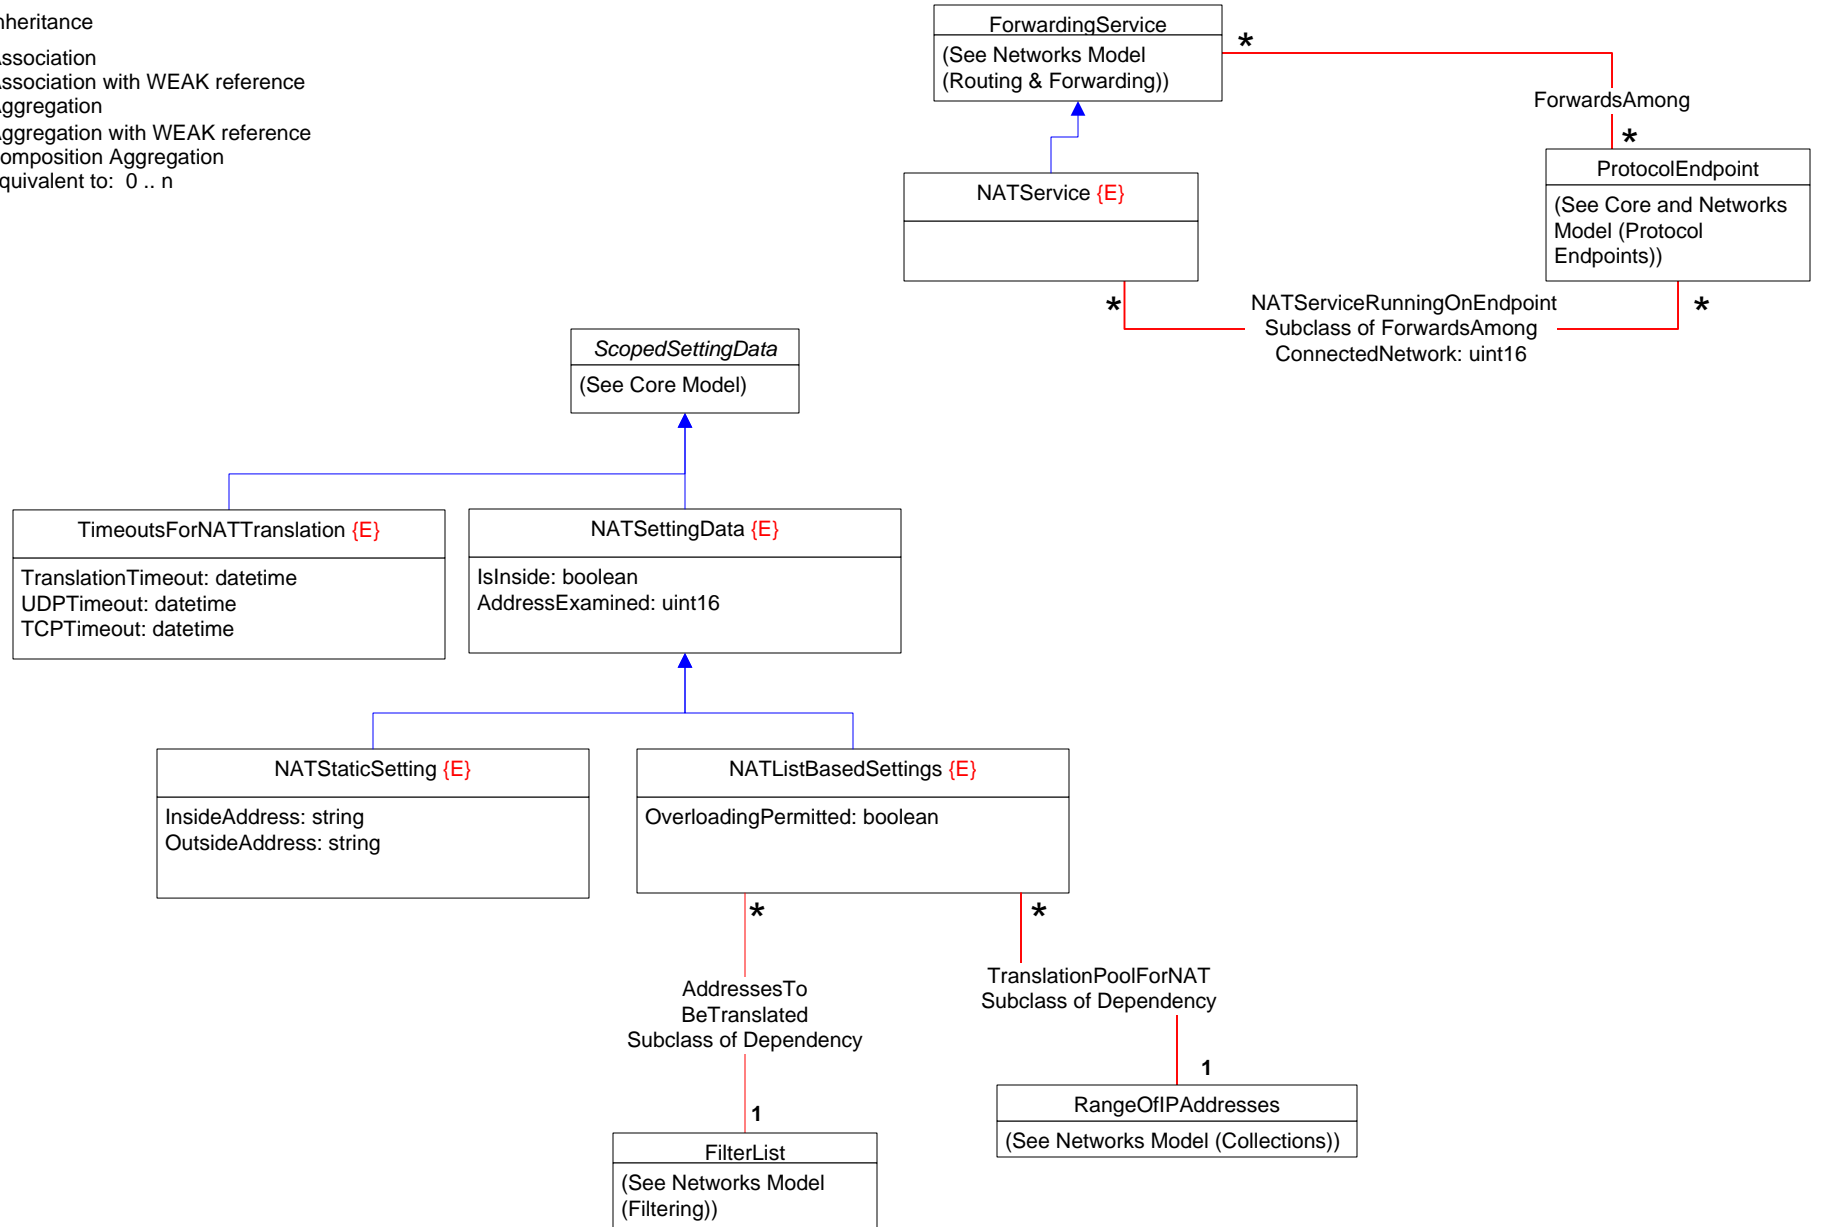 nheritance
ssociation
ssociation with WEAK reference
ggregation
ggregation with WEAK reference
omposition Aggregation
quivalent to: 0 .. n
ForwardingService
(See Networks Model
(Routing & Forwarding))
*
ForwardsAmong
*
NATService {E}
ProtocolEndpoint
(See Core and Networks
Model (Protocol
Endpoints))
*
NATServiceRunningOnEndpoint
Subclass of ForwardsAmong
ConnectedNetwork: uint16
*
ScopedSettingData
(See Core Model)
TimeoutsForNATTranslation {E}
TranslationTimeout: datetime
UDPTimeout: datetime
TCPTimeout: datetime
NATSettingData {E}
IsInside: boolean
AddressExamined: uint16
NATStaticSetting {E}
InsideAddress: string
OutsideAddress: string
NATListBasedSettings {E}
OverloadingPermitted: boolean
*
*
AddressesTo
BeTranslated
Subclass of Dependency
TranslationPoolForNAT
Subclass of Dependency
1
1
RangeOfIPAddresses
(See Networks Model (Collections))
FilterList
(See Networks Model
(Filtering))